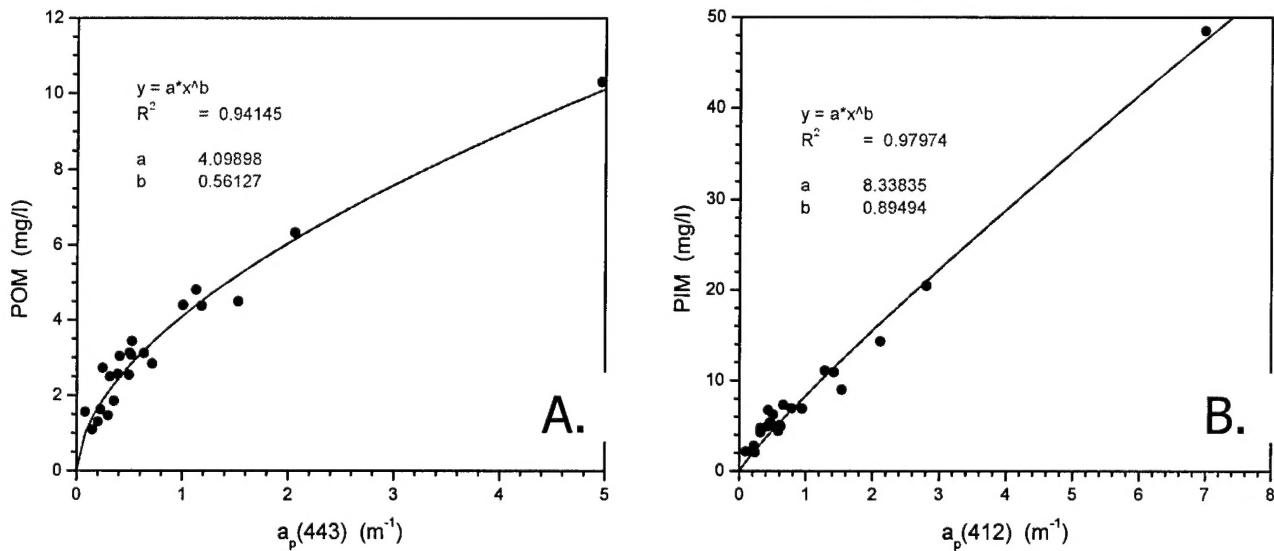 12
10
8
6
4
2
0
POM (mg/l)
y = a*x^b
R² = 0.94145
a 4.09898
b 0.56127
A.
0 1 2 3 4 5
a_p(443) (m⁻¹)
50
40
30
20
10
0
PIM (mg/l)
y = a*x^b
R² = 0.97974
a 8.33835
b 0.89494
B.
0 1 2 3 4 5 6 7 8
a_p(412) (m⁻¹)